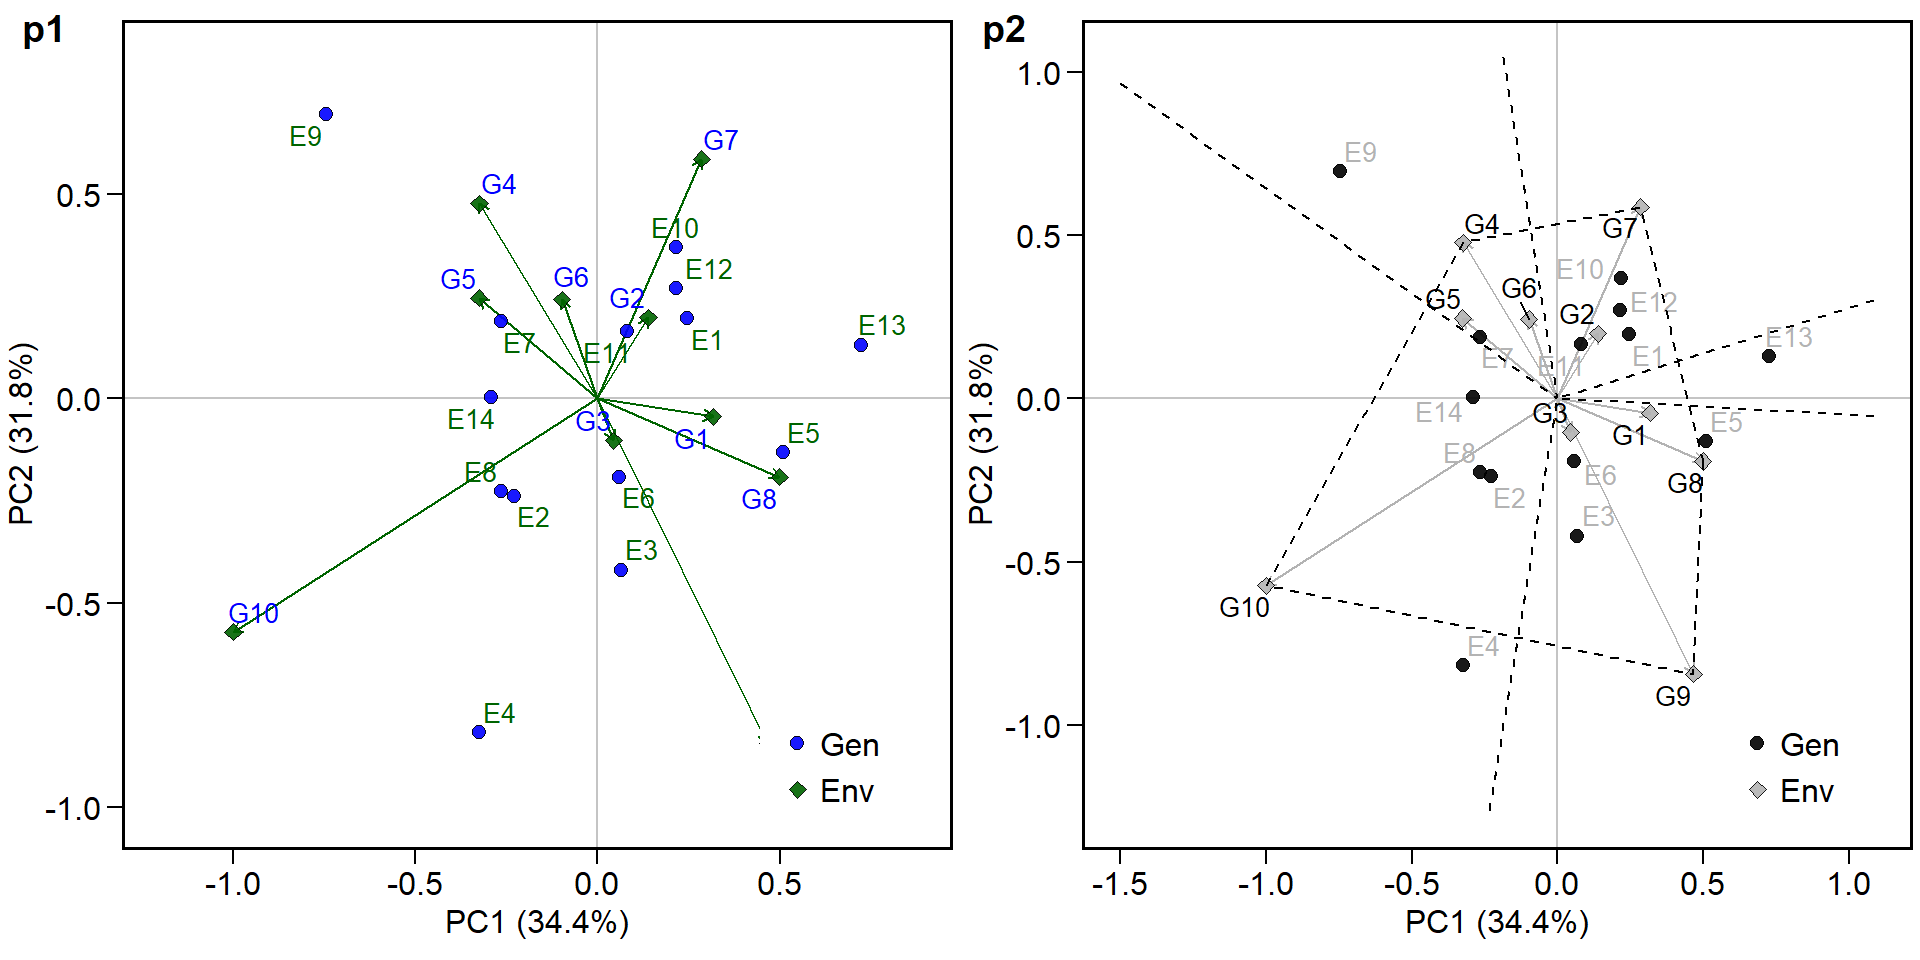 p1
E9
G7
G4
E10
E12
G5
G6
G2
E13
E7
E11
E1
G3
E14
G1
E5
E8
E6
G8
E2
E3
G10
E4
Gen
Env
0.5
0.0
-0.5
-1.0
-1.0
-0.5
0.0
0.5
PC1 (34.4%)
PC2 (31.8%)
p2
E9
G4
G7
E10
G5
G6
G2
E12
E13
E7
E11
E1
E14
G3
G1
E5
E8
E6
G8
E2
E3
G10
E4
G9
Gen
Env
1.0
0.5
0.0
-0.5
-1.0
-1.5
-1.0
-0.5
0.0
0.5
1.0
PC1 (34.4%)
PC2 (31.8%)